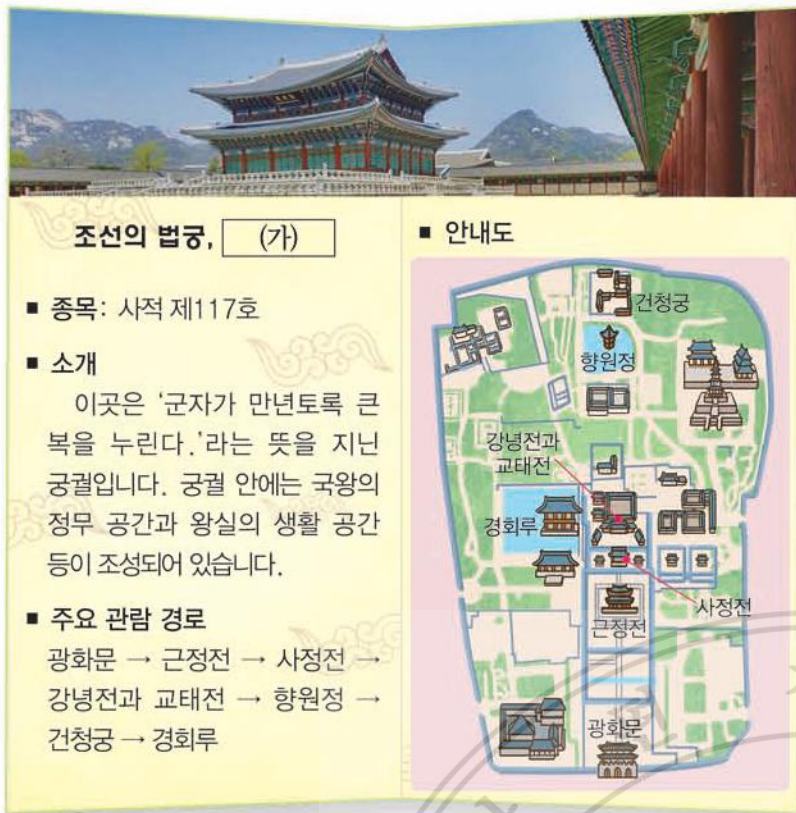 조선의 법궁, (가)
■ 종목: 사적 제117호
■ 소개
이곳은 '군자가 만년토록 큰
복을 누린다.'라는 뜻을 지닌
궁궐입니다. 궁궐 안에는 국왕의
정무 공간과 왕실의 생활 공간
등이 조성되어 있습니다.
■ 주요 관람 경로
광화문 → 근정전 → 사정전 →
강녕전과 교태전 → 향원정 →
건청궁 → 경회루
■ 안내도
건청궁
향원정
강녕전과
교태전
경회루
사정전
근정전
광화문